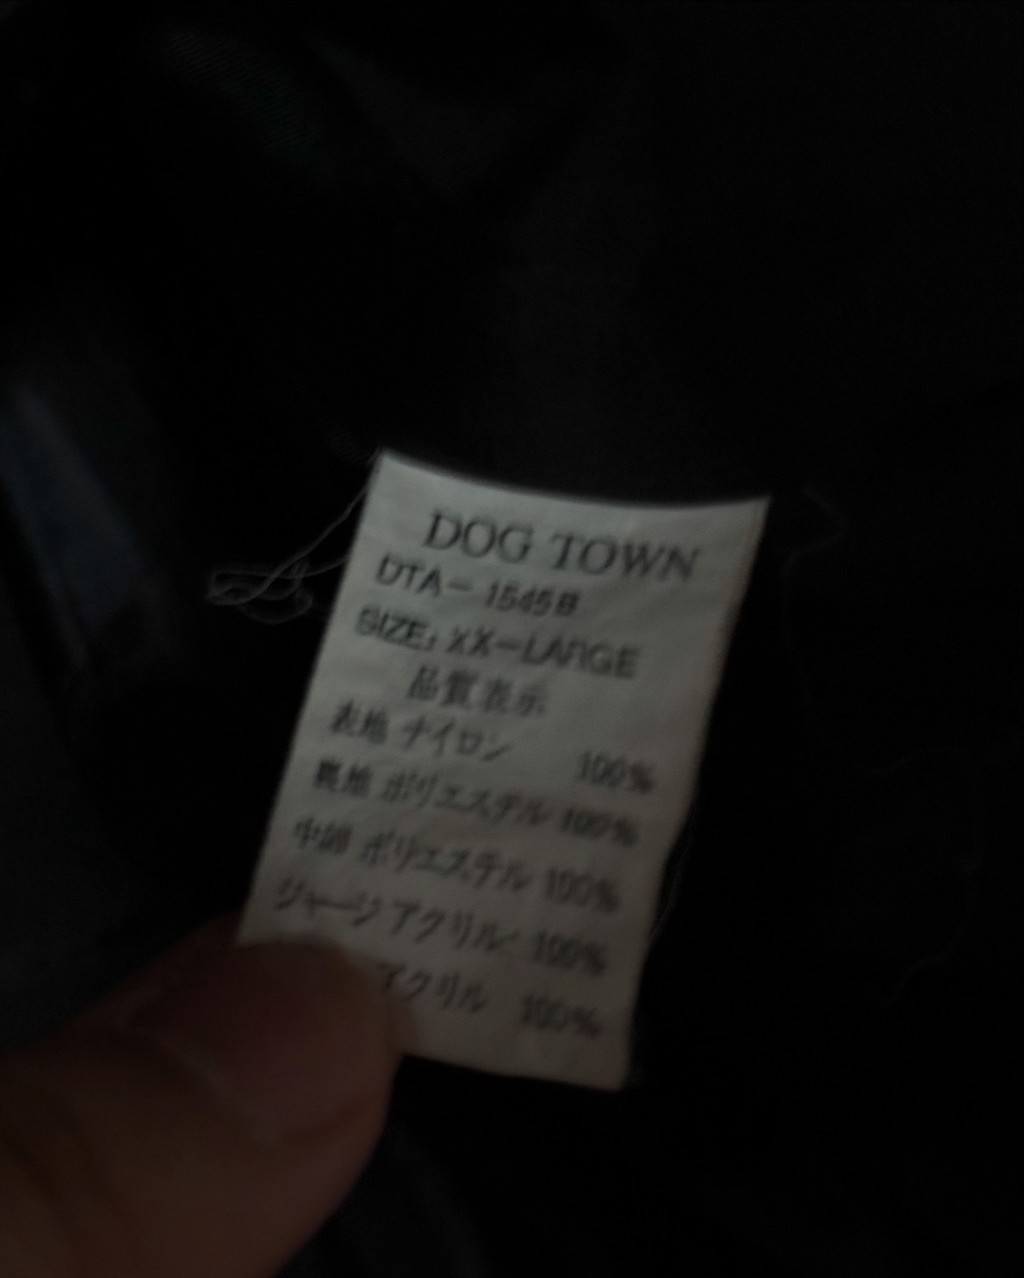 DOG TOWN
DTA-1545B
SIZE: XX-LARGE
品質表示
表地 ナイロン 100%
裏地 ポリエステル 100%
中綿 ポリエステル 100%
ジャージ アクリル 100%
アクリル 100%